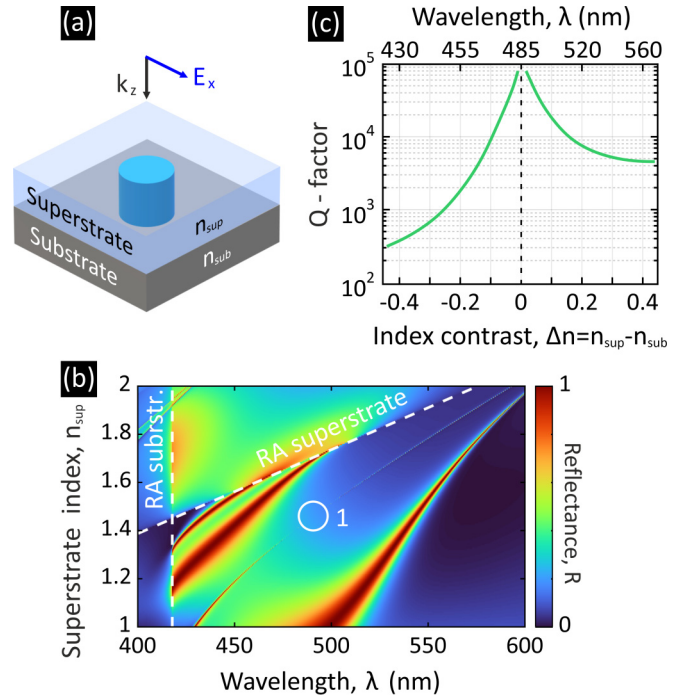 (a)
k_z
E_x
Superstrate
n_sup
Substrate
n_sub
(c)
Wavelength, λ (nm)
430 455 485 520 560
Q - factor
10^5
10^4
10^3
10^2
-0.4 -0.2 0 0.2 0.4
Index contrast, Δn=n_sup-n_sub
(b)
Superstrate index, n_sup
2
1.8
1.6
1.4
1.2
1
RA subrstr.
RA superstrate
1
400 450 500 550 600
Wavelength, λ (nm)
1
0
Reflectance, R